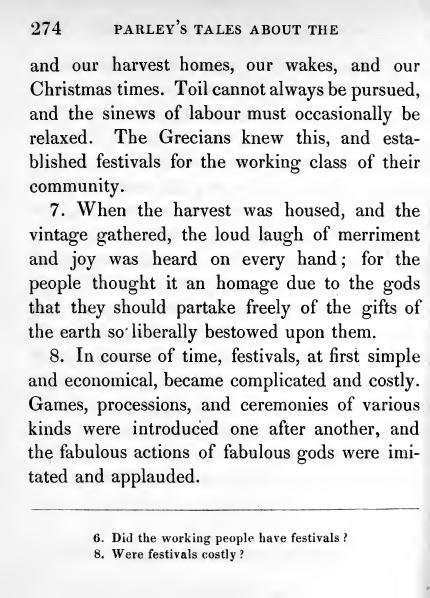 274 PARLEY'S TALES ABOUT THE
and our harvest homes, our wakes, and our
Christmas times. Toil cannot always be pursued,
and the sinews of labour must occasionally be
relaxed. The Grecians knew this, and esta-
blished festivals for the working class of their
community.
7. When the harvest was housed, and the
vintage gathered, the loud laugh of merriment
and joy was heard on every hand; for the
people thought it an homage due to the gods
that they should partake freely of the gifts of
the earth so liberally bestowed upon them.
8. In course of time, festivals, at first simple
and economical, became complicated and costly.
Games, processions, and ceremonies of various
kinds were introduced one after another, and
the fabulous actions of fabulous gods were imi-
tated and applauded.
6. Did the working people have festivals?
8. Were festivals costly?